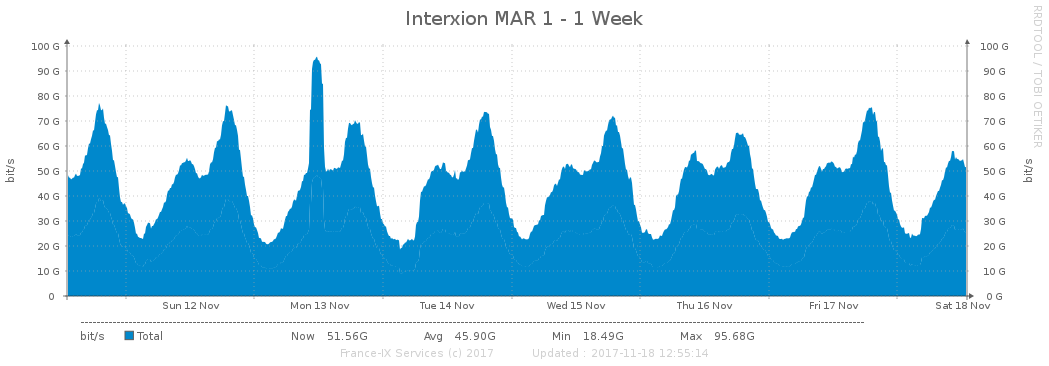 Interxion MAR 1 - 1 Week
RRDTOOL / TOBI OETIKER
100 G 100 G
90 G 90 G
80 G 80 G
70 G 70 G
60 G 60 G
50 G 50 G
40 G 40 G
30 G 30 G
20 G 20 G
10 G 10 G
0 0 G
bit/s bit/s
Sun 12 Nov Mon 13 Nov Tue 14 Nov Wed 15 Nov Thu 16 Nov Fri 17 Nov Sat 18 Nov
bit/s Total Now 51.56G Avg 45.90G Min 18.49G Max 95.68G
France-IX Services (c) 2017 Updated : 2017-11-18 12:55:14